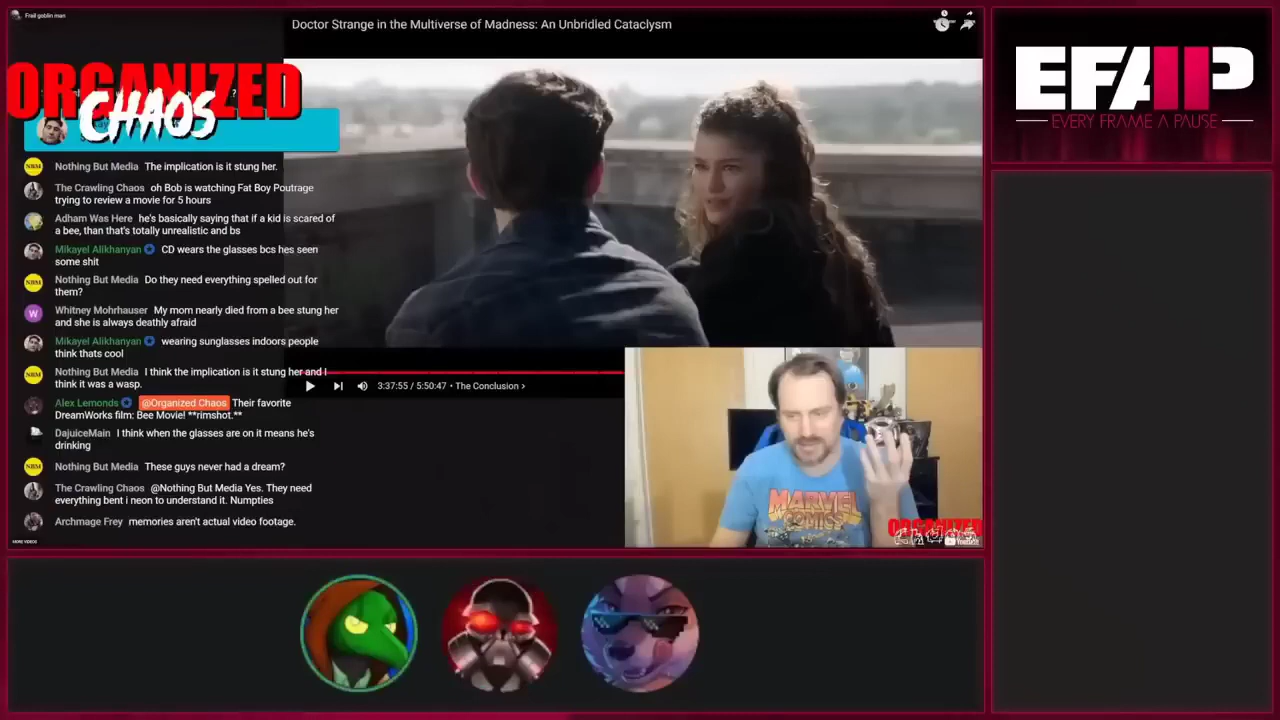 Frail goblin man
Doctor Strange in the Multiverse of Madness: An Unbridled Cataclysm
ORGANIZED
CHAOS
Nothing But Media The implication is it stung her.
The Crawling Chaos oh Bob is watching Fat Boy Poutrage
trying to review a movie for 5 hours
Adham Was Here he's basically saying that if a kid is scared of
a bee, than that's totally unrealistic and bs
Mikayel Alikhanyan CD wears the glasses bcs hes seen
some shit
Nothing But Media Do they need everything spelled out for
them?
Whitney Mohrhauser My mom nearly died from a bee stung her
and she is always deathly afraid
Mikayel Alikhanyan wearing sunglasses indoors people
think thats cool
Nothing But Media I think the implication is it stung her and I
think it was a wasp.
Alex Lemonds @Organized Chaos Their favorite
DreamWorks film: Bee Movie! **rimshot.**
DajuiceMain I think when the glasses are on it means he's
drinking
Nothing But Media These guys never had a dream?
The Crawling Chaos @Nothing But Media Yes. They need
everything bent i neon to understand it. Numpties
Archmage Frey memories aren't actual video footage.
MORE VIDEOS
3:37:55 / 5:50:47 • The Conclusion ›
MARVEL
COMICS
ORGANIZED
YouTube
EFAP
EVERY FRAME A PAUSE
NBM
NBM
W
NBM
NBM